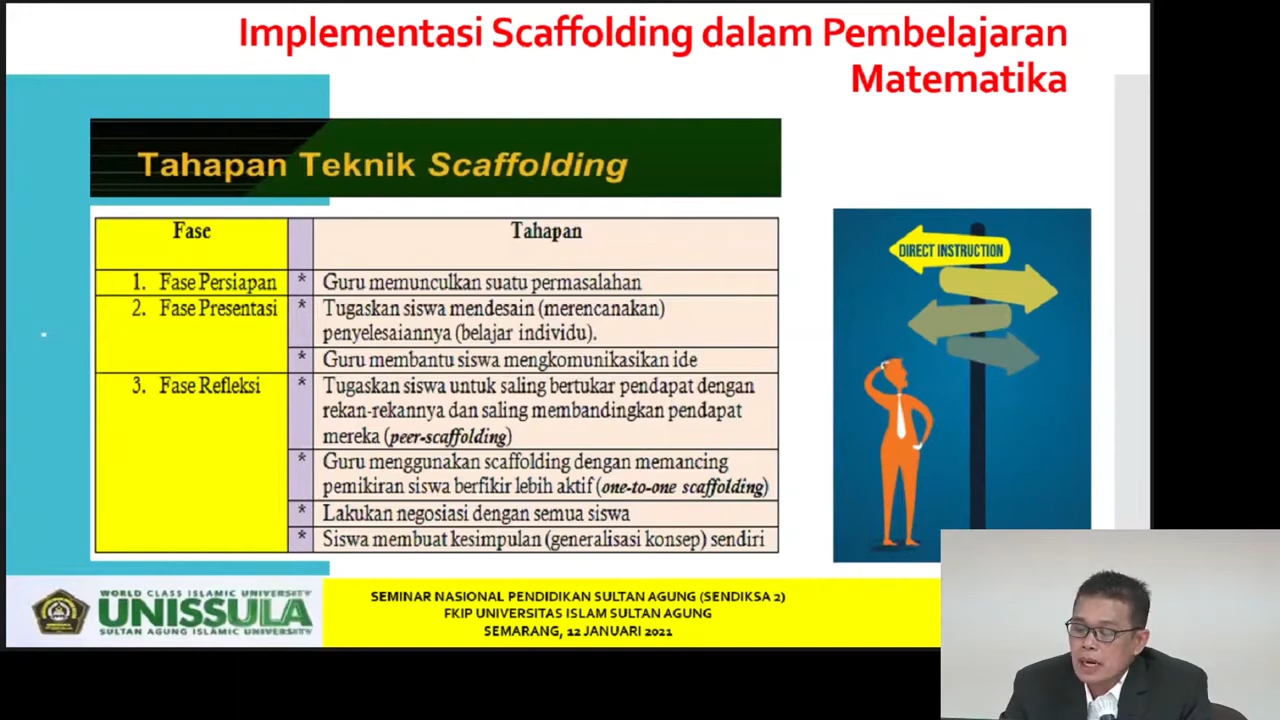 Implementasi Scaffolding dalam Pembelajaran
Matematika
Tahapan Teknik Scaffolding
Fase
Tahapan
1. Fase Persiapan
* Guru memunculkan suatu permasalahan
2. Fase Presentasi
* Tugaskan siswa mendesain (merencanakan)
penyelesaiannya (belajar individu).
* Guru membantu siswa mengkomunikasikan ide
3. Fase Refleksi
* Tugaskan siswa untuk saling bertukar pendapat dengan
rekan-rekannya dan saling membandingkan pendapat
mereka (peer-scaffolding)
* Guru menggunakan scaffolding dengan memancing
pemikiran siswa berfikir lebih aktif (one-to-one scaffolding)
* Lakukan negosiasi dengan semua siswa
* Siswa membuat kesimpulan (generalisasi konsep) sendiri
DIRECT INSTRUCTION
WORLD CLASS ISLAMIC UNIVERSITY
UNISSULA
SULTAN AGUNG ISLAMIC UNIVERSITY
SEMINAR NASIONAL PENDIDIKAN SULTAN AGUNG (SENDIKSA 2)
FKIP UNIVERSITAS ISLAM SULTAN AGUNG
SEMARANG, 12 JANUARI 2021